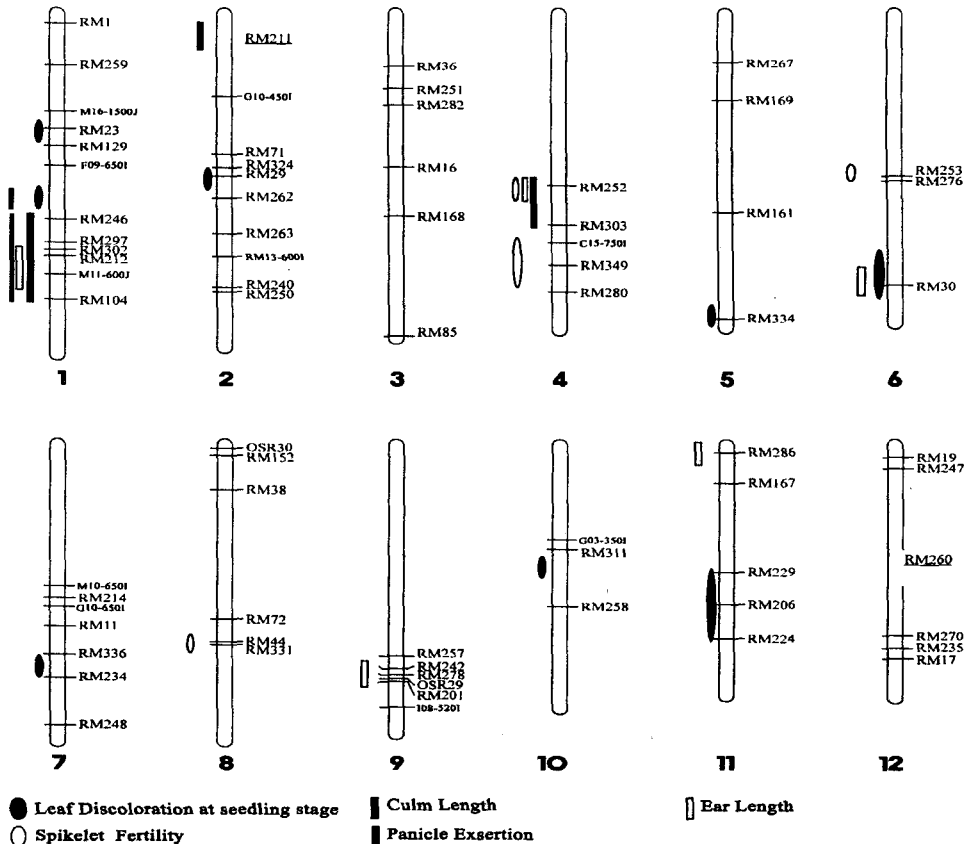 RM1
RM259
M16-1500J
RM23
RM129
F09-650I
RM246
RM297
RM302
RM212
M11-600J
RM104
1
RM211
G10-450I
RM71
RM324
RM29
RM262
RM263
RM13-600I
RM240
RM250
2
RM36
RM251
RM282
RM16
RM168
RM85
3
RM252
RM303
C15-750I
RM349
RM280
4
RM267
RM169
RM161
RM334
5
RM253
RM276
RM30
6
M10-650I
RM214
G10-650I
RM11
RM336
RM234
RM248
7
OSR30
RM152
RM38
RM72
RM44
RM331
8
RM257
RM242
RM278
OSR29
RM201
I08-520I
9
G03-350I
RM311
RM258
10
RM286
RM167
RM229
RM206
RM224
11
RM19
RM247
RM260
RM270
RM235
RM17
12
Leaf Discoloration at seedling stage
Spikelet Fertility
Culm Length
Panicle Exsertion
Ear Length